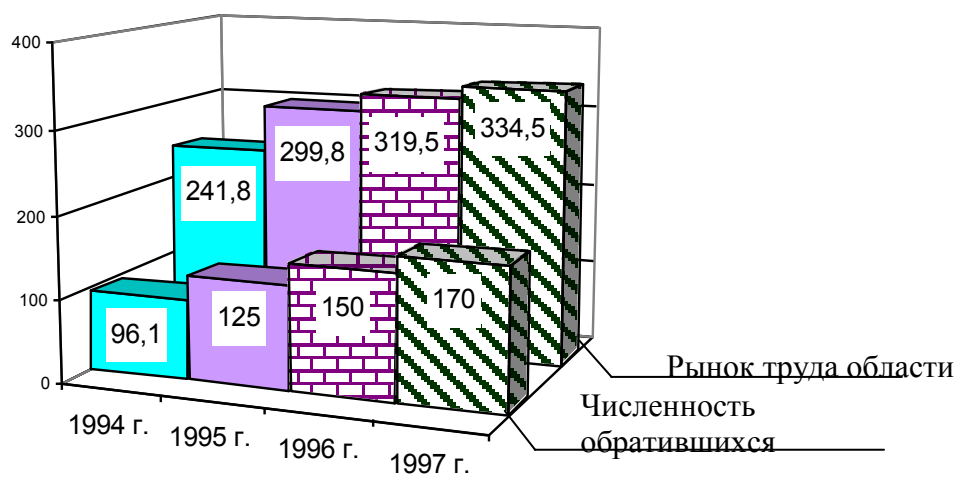 400
300
200
100
0
241,8
299,8
319,5
334,5
96,1
125
150
170
1994 г.
1995 г.
1996 г.
1997 г.
Рынок труда области
Численность
обратившихся